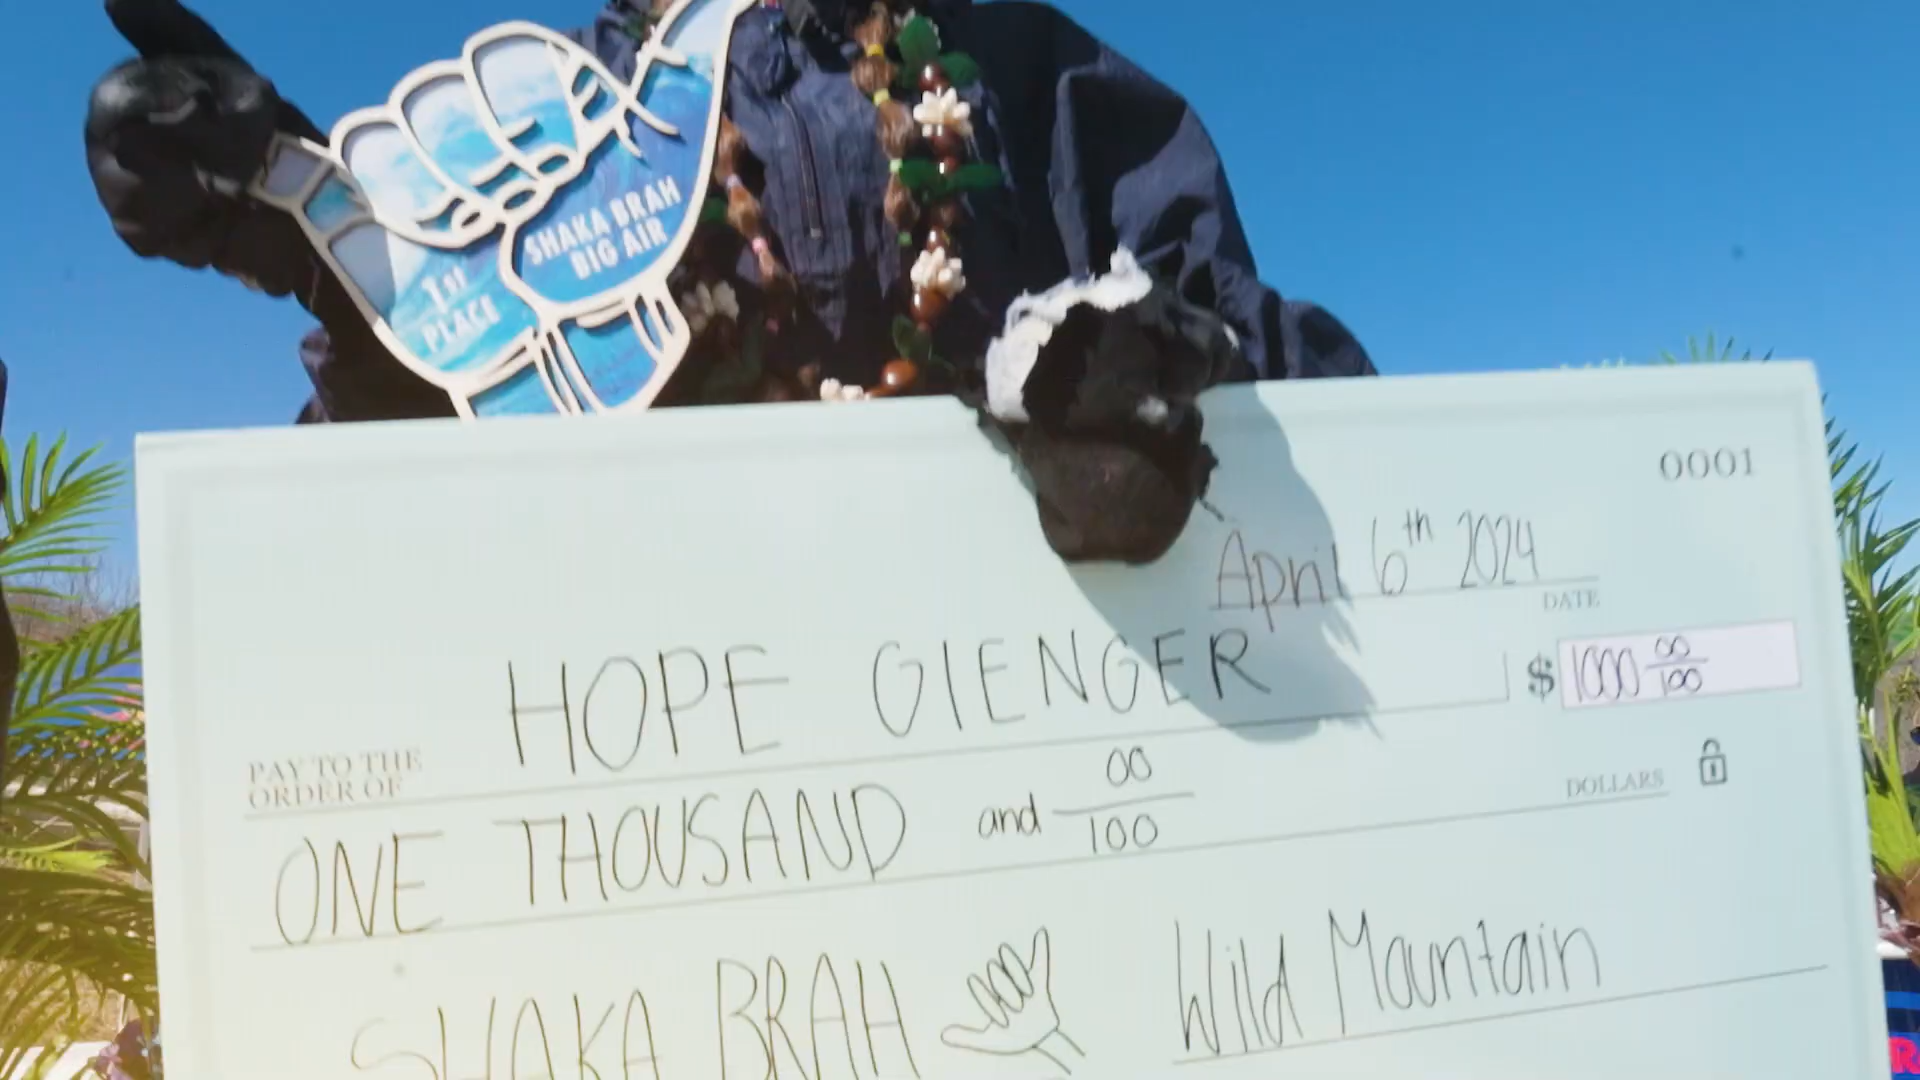 SHAKA BRAH
BIG AIR
1st
PLACE
0001
April 6th 2024
DATE
PAY TO THE
ORDER OF
HOPE GIENGER
$ 1000 00/100
ONE THOUSAND and 00/100
DOLLARS
SHAKA BRAH
Wild Mountain